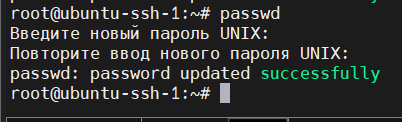 root@ubuntu-ssh-1:~# passwd
Введите новый пароль UNIX:
Повторите ввод нового пароля UNIX:
passwd: password updated successfully
root@ubuntu-ssh-1:~#